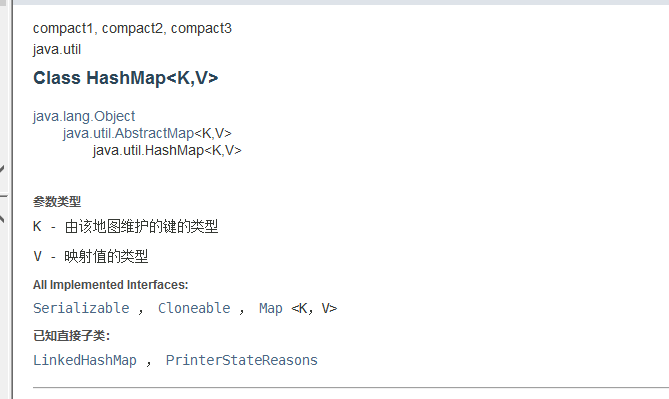 compact1, compact2, compact3
java.util
Class HashMap<K,V>
java.lang.Object
java.util.AbstractMap<K,V>
java.util.HashMap<K,V>
参数类型
K - 由该地图维护的键的类型
V - 映射值的类型
All Implemented Interfaces:
Serializable ， Cloneable ， Map <K，V>
已知直接子类：
LinkedHashMap ， PrinterStateReasons